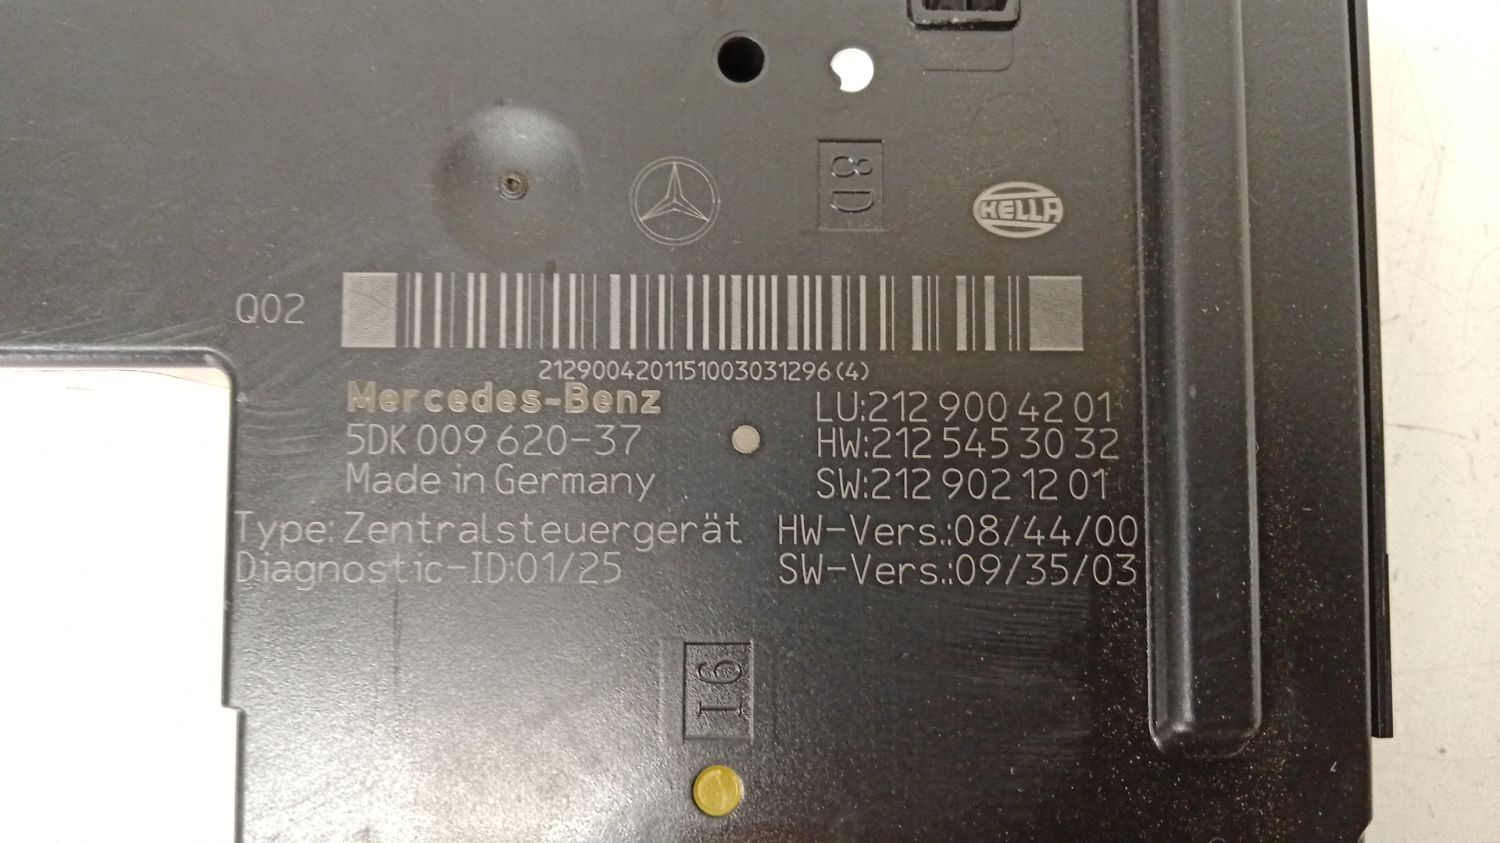 8D
HELLA
Q02
2129004201151003031296(4)
Mercedes-Benz
5DK 009 620-37
Made in Germany
LU:212 900 42 01
HW:212 545 30 32
SW:212 902 12 01
Type: Zentralsteuergerät
Diagnostic-ID:01/25
HW-Vers.:08/44/00
SW-Vers.:09/35/03
I6